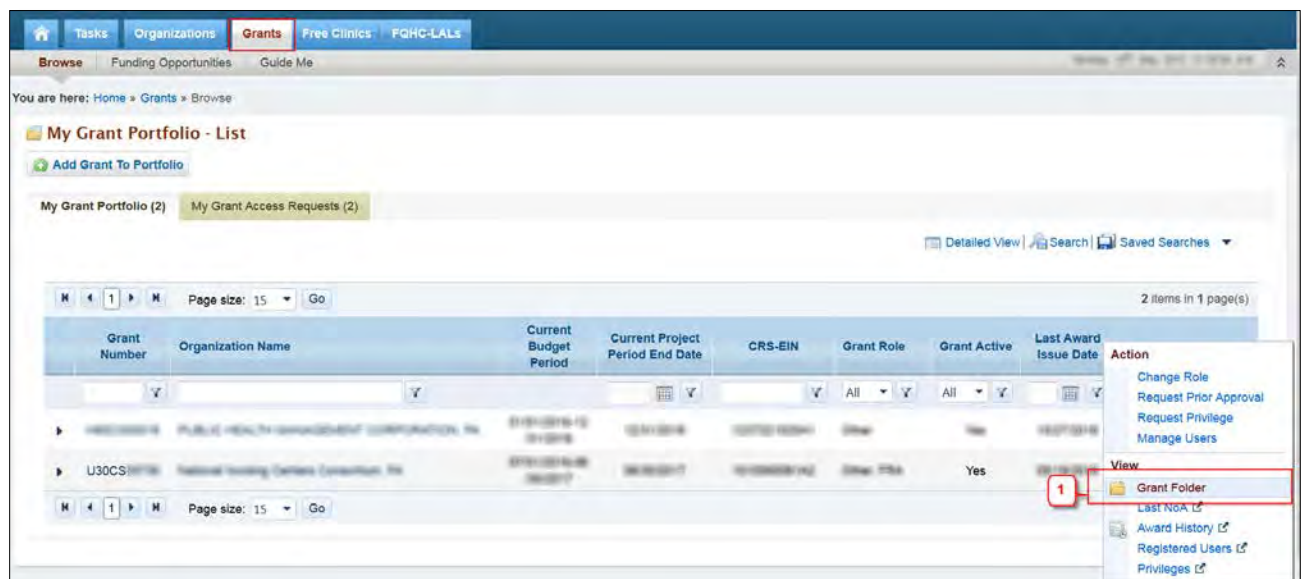 Tasks Organizations Grants Free Clinics FQHC-LALs
Browse Funding Opportunities Guide Me
You are here: Home » Grants » Browse
My Grant Portfolio - List
Add Grant To Portfolio
My Grant Portfolio (2) My Grant Access Requests (2)
Detailed View | Search | Saved Searches
1 Page size: 15 Go 2 items in 1 page(s)
Grant Number Organization Name Current Budget Period Current Project Period End Date CRS-EIN Grant Role Grant Active Last Award Issue Date
All All
U30CS Yes
1 Page size: 15 Go
Action
Change Role
Request Prior Approval
Request Privilege
Manage Users
View
1 Grant Folder
Last NoA
Award History
Registered Users
Privileges